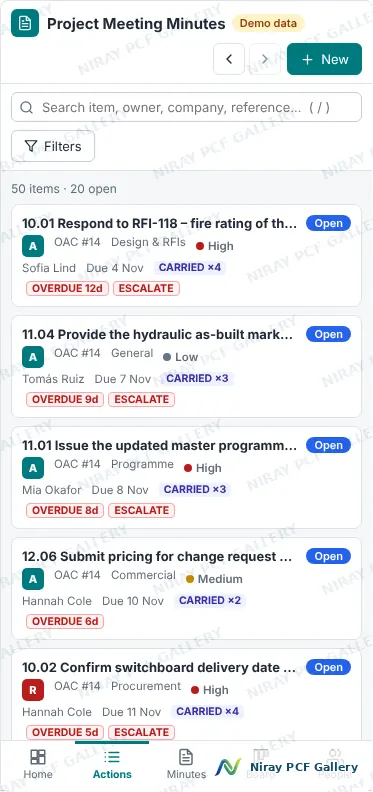 Project Meeting Minutes Demo data
+ New
Search item, owner, company, reference... ( / )
Filters
50 items · 20 open
10.01 Respond to RFI-118 – fire rating of th... Open
A OAC #14 Design & RFIs High
Sofia Lind Due 4 Nov CARRIED ×4
OVERDUE 12d ESCALATE
11.04 Provide the hydraulic as-built mark... Open
A OAC #14 General Low
Tomás Ruiz Due 7 Nov CARRIED ×3
OVERDUE 9d ESCALATE
11.01 Issue the updated master programm... Open
A OAC #14 Programme High
Mia Okafor Due 8 Nov CARRIED ×3
OVERDUE 8d ESCALATE
12.06 Submit pricing for change request ... Open
A OAC #14 Commercial Medium
Hannah Cole Due 10 Nov CARRIED ×2
OVERDUE 6d
10.02 Confirm switchboard delivery date ... Open
R OAC #14 Procurement High
Hannah Cole Due 11 Nov CARRIED ×4
OVERDUE 5d ESCALATE
Home Actions Minutes Board People
Niray PCF Gallery
NIRAY PCF GALLERY